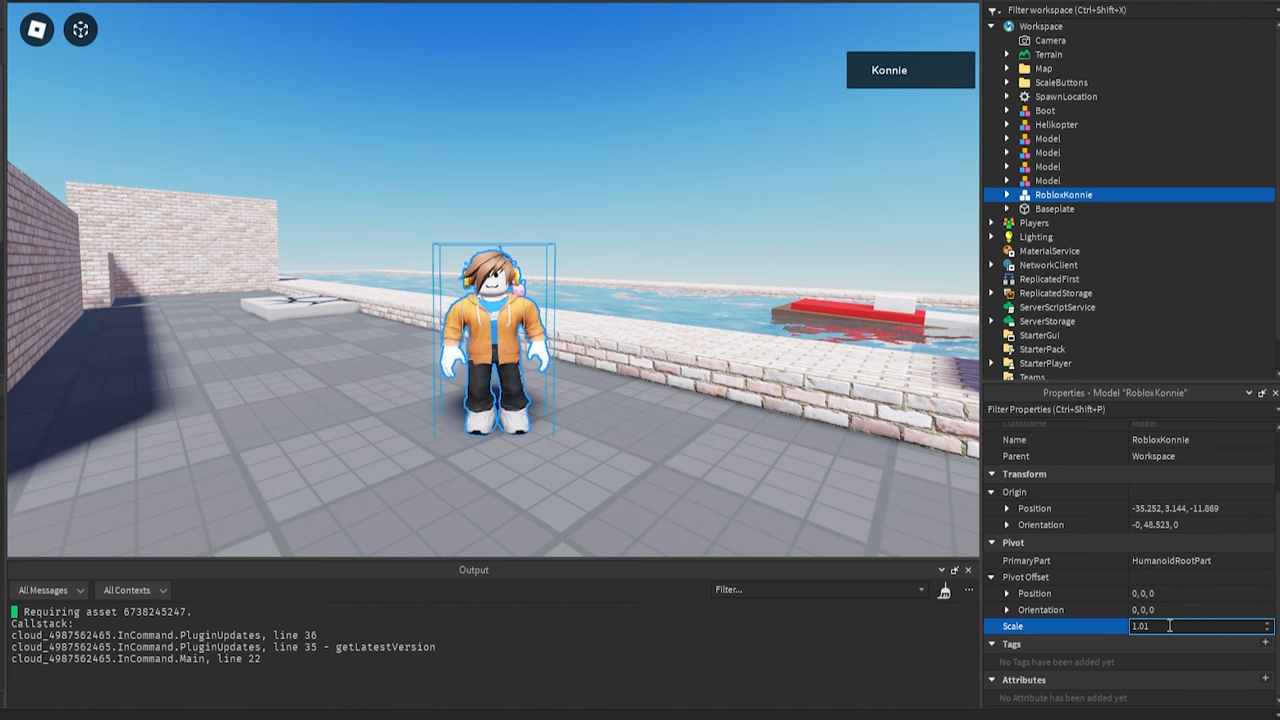 Konnie
Filter workspace (Ctrl+Shift+X)
Workspace
Camera
Terrain
Map
ScaleButtons
SpawnLocation
Boot
Helikopter
Model
Model
Model
Model
RobloxKonnie
Baseplate
Players
Lighting
MaterialService
NetworkClient
ReplicatedFirst
ReplicatedStorage
ServerScriptService
ServerStorage
StarterGui
StarterPack
StarterPlayer
Teams
Properties - Model "RobloxKonnie"
Filter Properties (Ctrl+Shift+P)
ClassName Model
Name RobloxKonnie
Parent Workspace
Transform
Origin
Position -35.252, 3.144, -11.869
Orientation -0, 48.523, 0
Pivot
PrimaryPart HumanoidRootPart
Pivot Offset
Position 0, 0, 0
Orientation 0, 0, 0
Scale 1.01
Tags
No Tags have been added yet
Attributes
No Attribute has been added yet
Output
All Messages All Contexts Filter...
Requiring asset 6738245247.
Callstack:
cloud_4987562465.InCommand.PluginUpdates, line 36
cloud_4987562465.InCommand.PluginUpdates, line 35 - getLatestVersion
cloud_4987562465.InCommand.Main, line 22